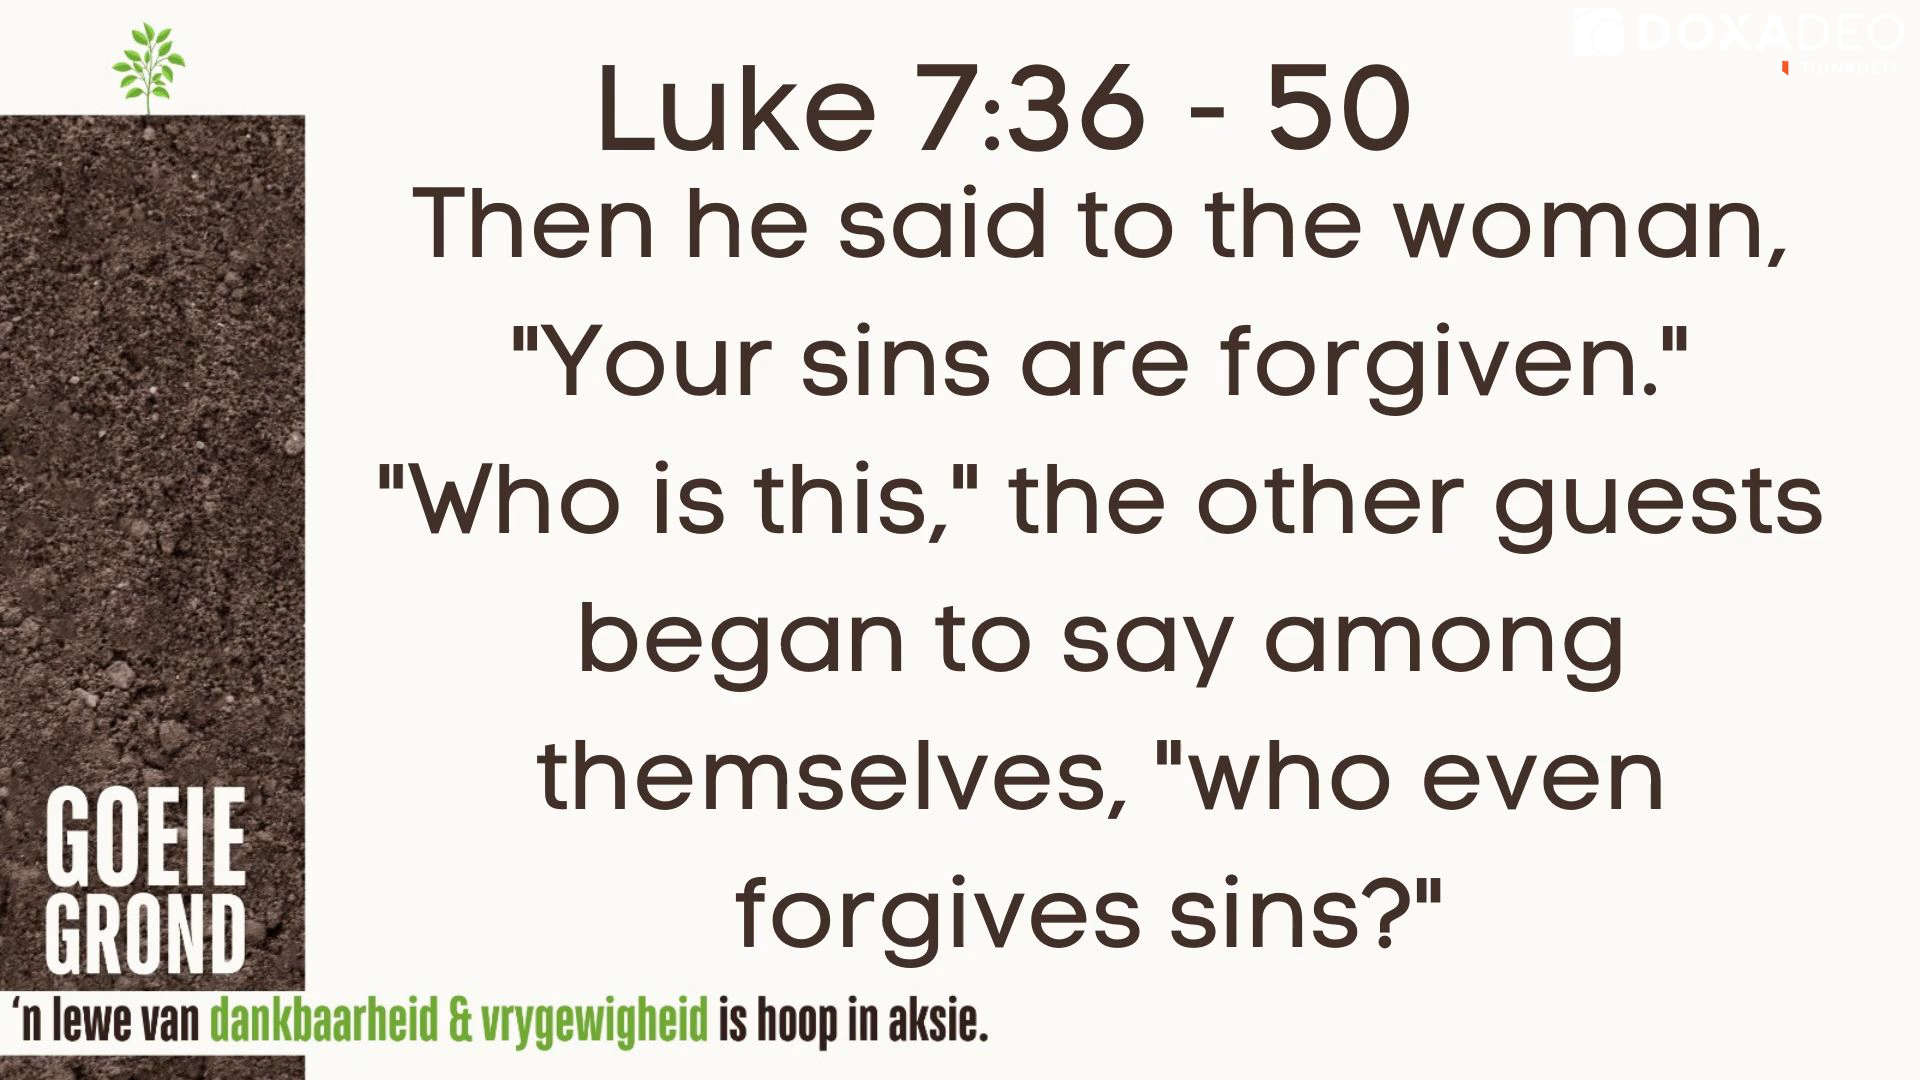 DOXADEO
TUINROETE
Luke 7:36 - 50
Then he said to the woman,
"Your sins are forgiven."
"Who is this," the other guests
began to say among
themselves, "who even
forgives sins?"
GOEIE
GROND
‘n lewe van dankbaarheid & vrygewigheid is hoop in aksie.